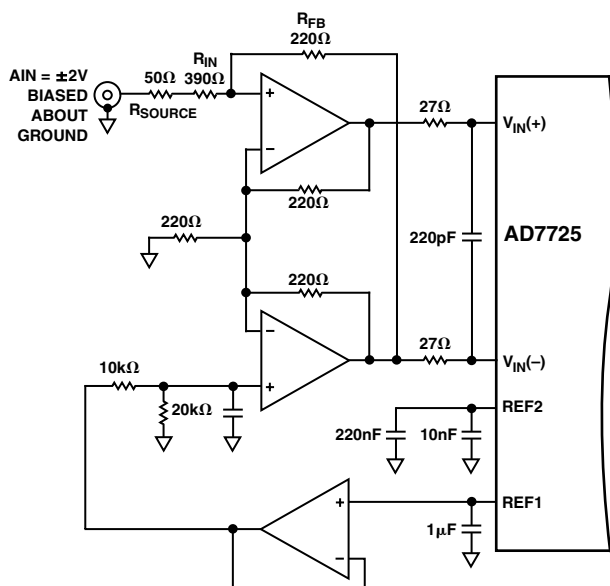 R_FB
220Ω
R_IN
390Ω
50Ω
R_SOURCE
AIN = ±2V
BIASED
ABOUT
GROUND
+
−
27Ω
V_IN(+)
220Ω
220Ω
220pF
AD7725
220Ω
−
+
27Ω
V_IN(−)
10kΩ
20kΩ
REF2
220nF
10nF
+
−
REF1
1μF